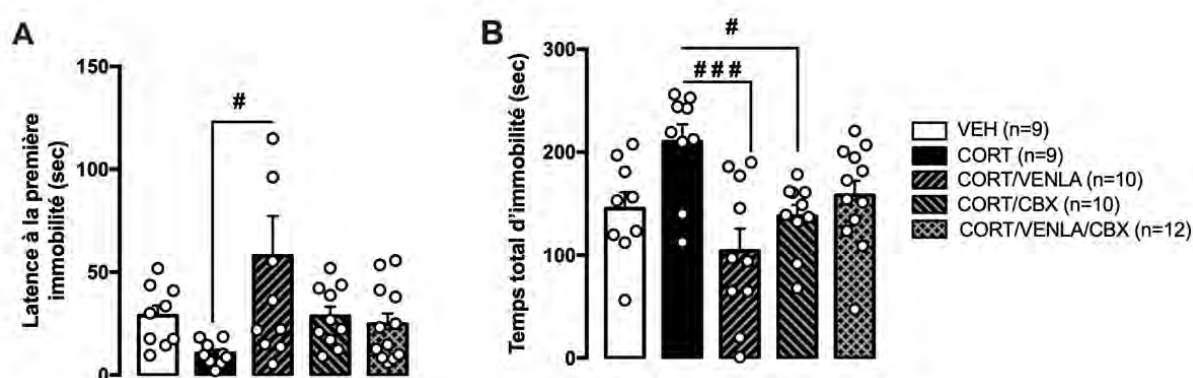 A
Latence à la première
immobilité (sec)
150
100
50
0
#
B
Temps total d'immobilité (sec)
300
200
100
0
#
###
VEH (n=9)
CORT (n=9)
CORT/VENLA (n=10)
CORT/CBX (n=10)
CORT/VENLA/CBX (n=12)